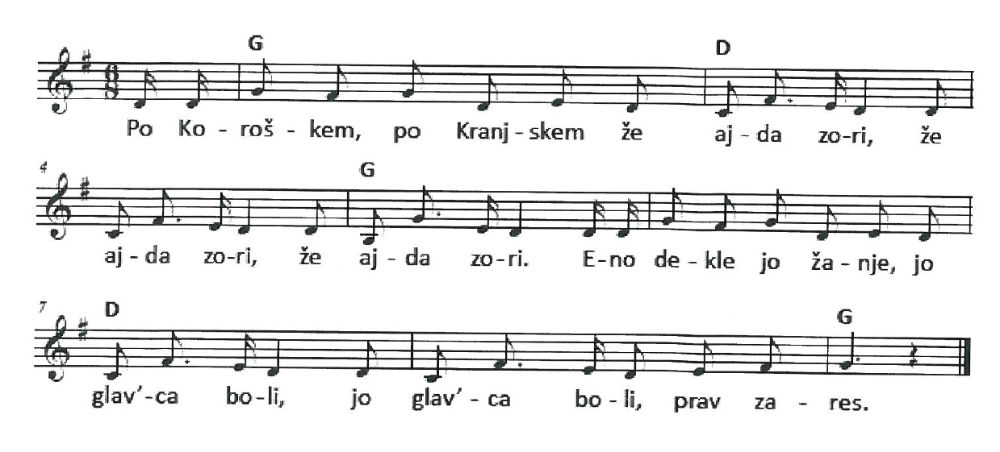 G D
6
8
Po Ko - roš - kem, po Kranj - skem že aj - da zo-ri, že
4
G
aj - da zo-ri, že aj - da zo-ri. E-no de - kle jo ža - nje, jo
7
D G
glav'-ca bo-li, jo glav' - ca bo - li, prav za - res.